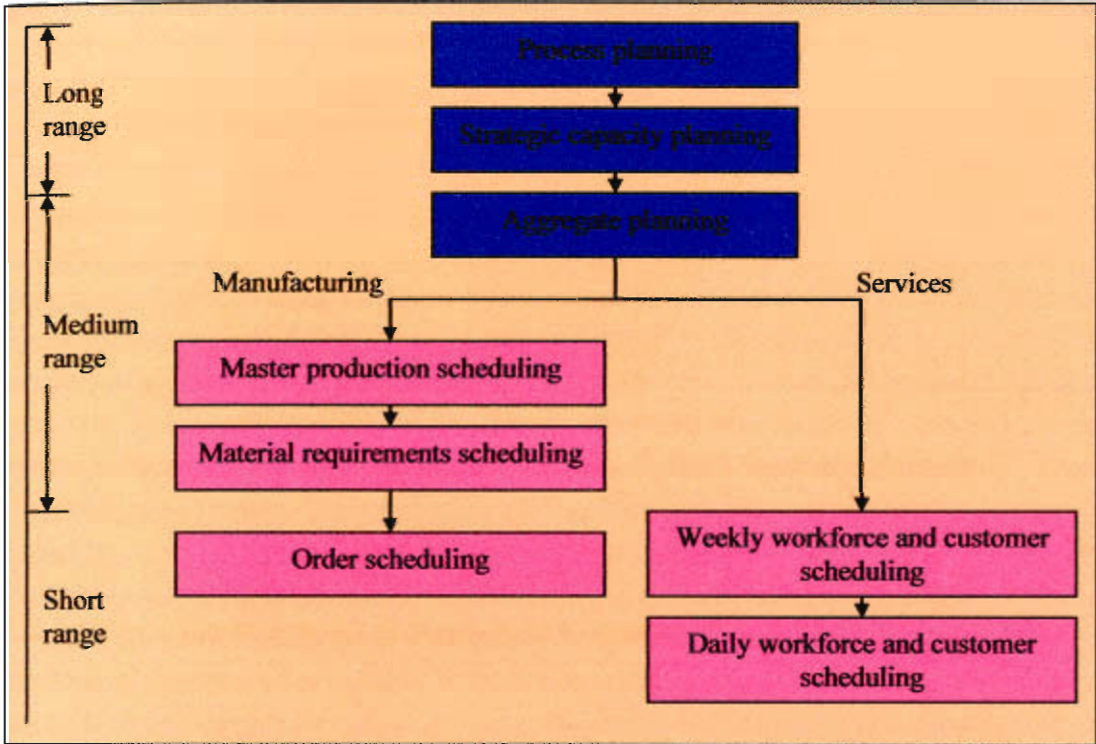 Process planning
Long
range
Strategic capacity planning
Aggregate planning
Manufacturing
Services
Medium
range
Master production scheduling
Material requirements scheduling
Order scheduling
Weekly workforce and customer
scheduling
Short
range
Daily workforce and customer
scheduling